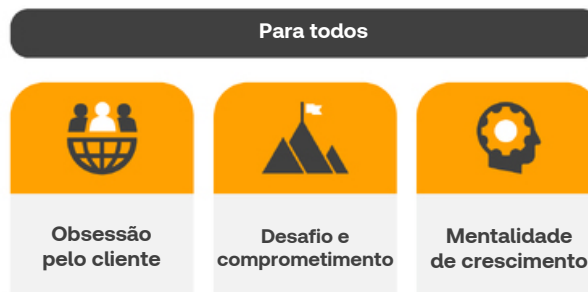 Para todos
Obsessão
pelo cliente
Desafio e
comprometimento
Mentalidade
de crescimento